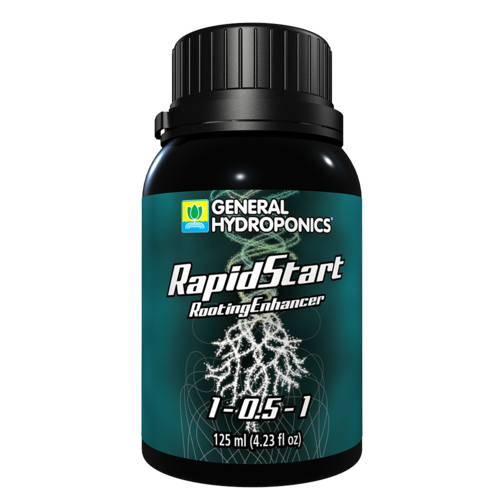 GENERAL
HYDROPONICS®
RapidStart
RootingEnhancer
1 - 0.5 - 1
125 ml (4.23 fl oz)